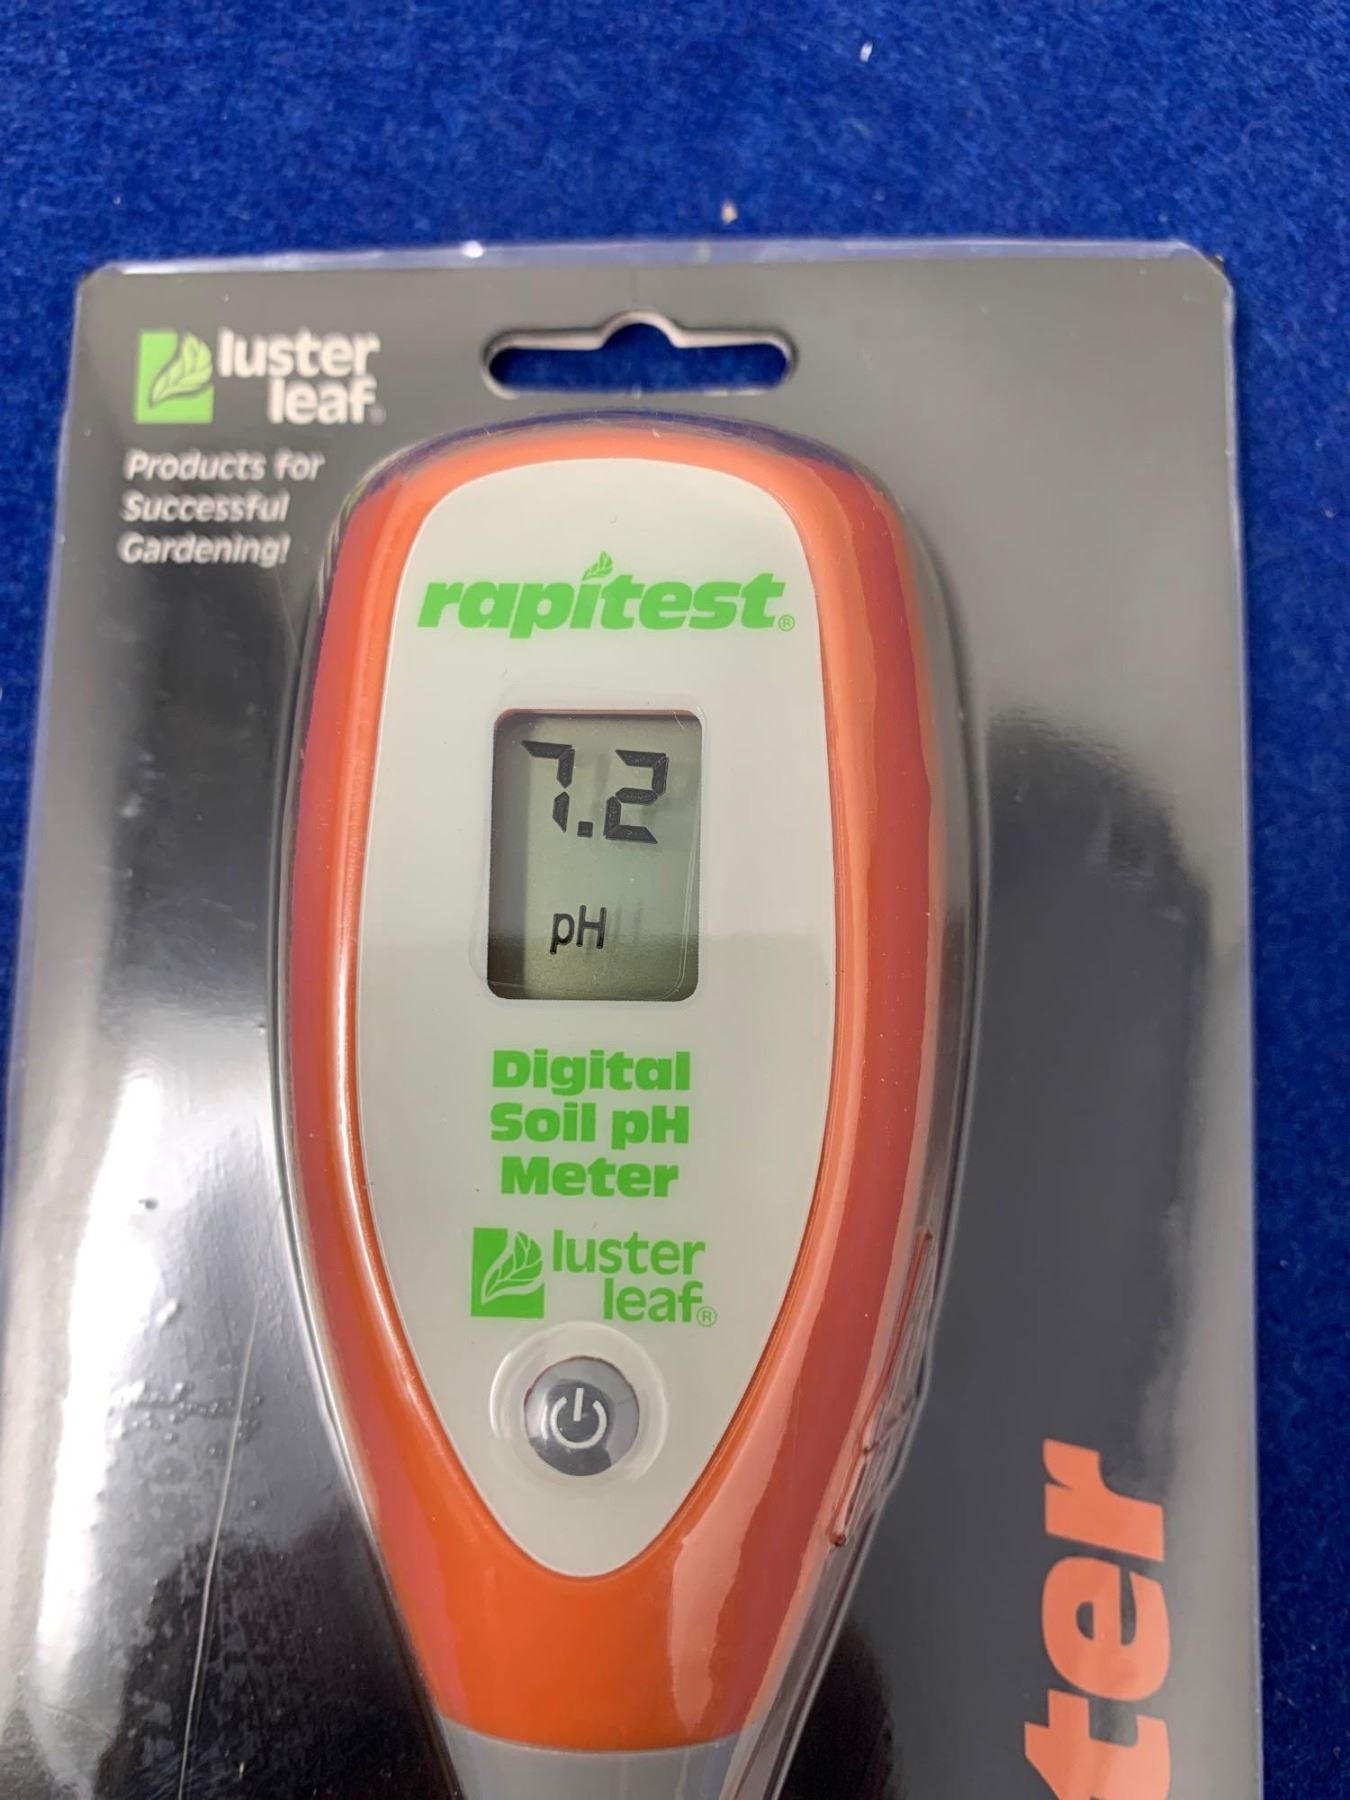 luster
leaf®
Products for
Successful
Gardening!
rapitest®
7.2
pH
Digital
Soil pH
Meter
luster
leaf®
ter